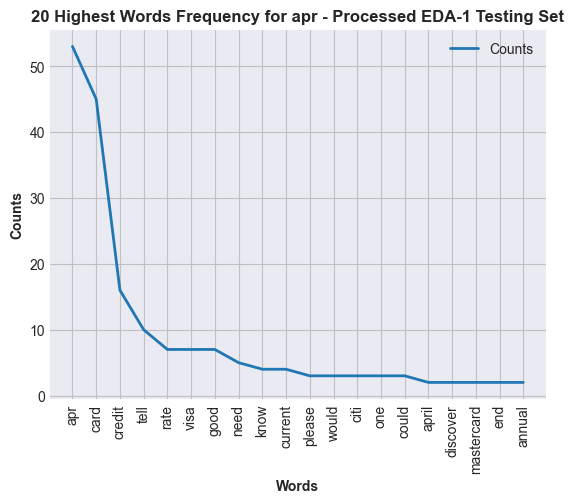 20 Highest Words Frequency for apr - Processed EDA-1 Testing Set
Counts
Counts
50
40
30
20
10
0
apr
card
credit
tell
rate
visa
good
need
know
current
please
would
citi
one
could
april
discover
mastercard
end
annual
Words